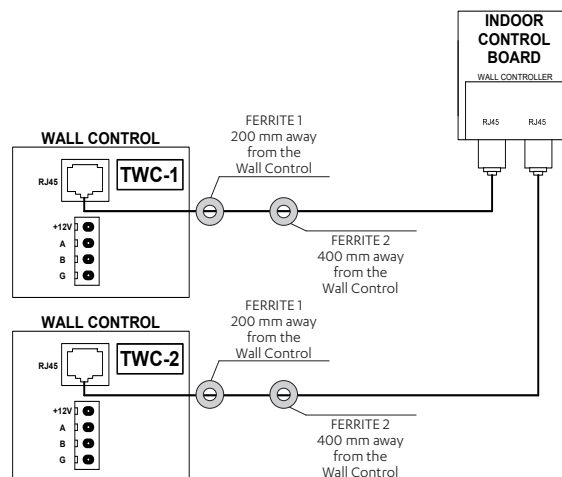 INDOOR
CONTROL
BOARD
WALL CONTROLLER
RJ45 RJ45
FERRITE 1
200 mm away
from the
Wall Control
WALL CONTROL
RJ45
TWC-1
+12V
A
B
G
FERRITE 2
400 mm away
from the
Wall Control
FERRITE 1
200 mm away
from the
Wall Control
WALL CONTROL
RJ45
TWC-2
+12V
A
B
G
FERRITE 2
400 mm away
from the
Wall Control